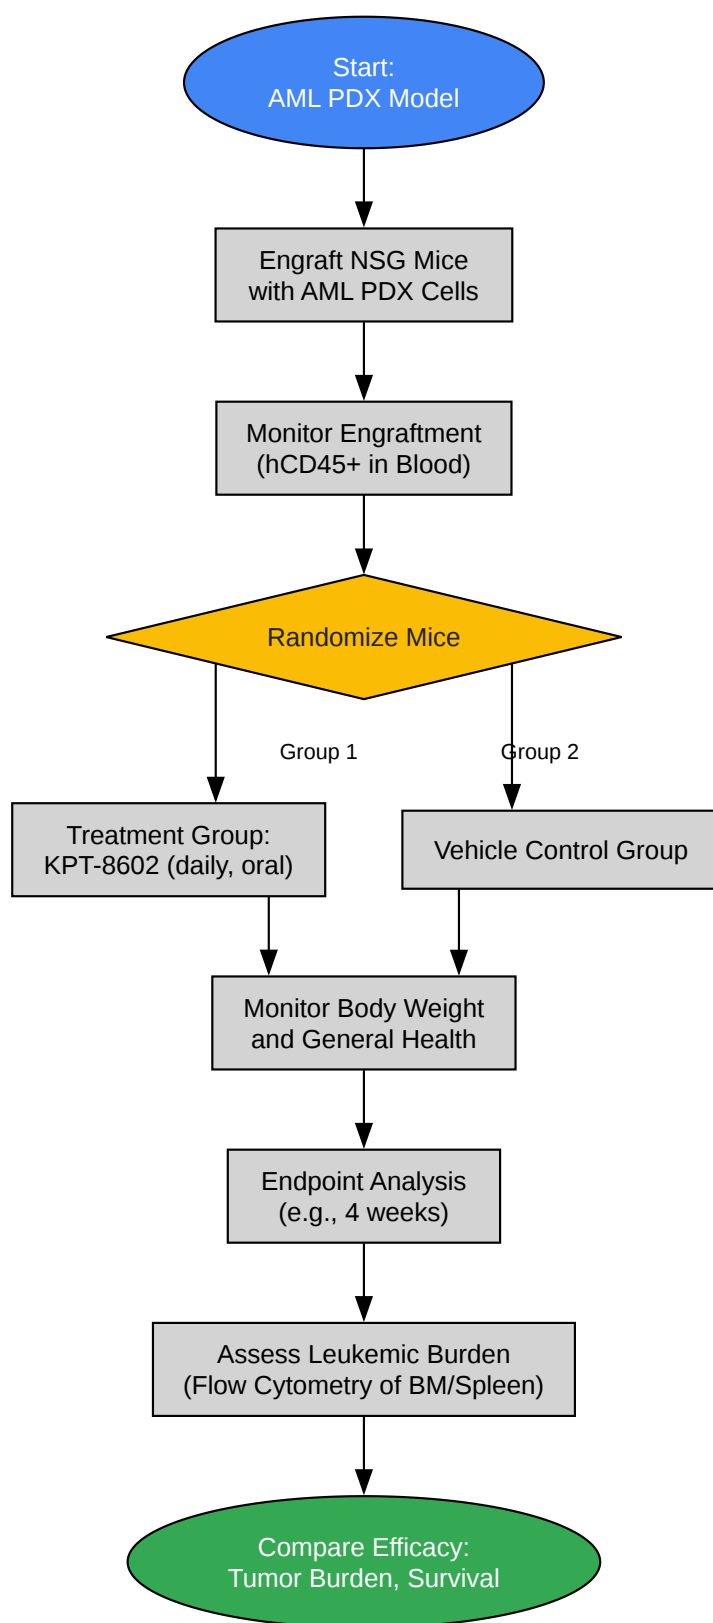 Start:
AML PDX Model
Engraft NSG Mice
with AML PDX Cells
Monitor Engraftment
(hCD45+ in Blood)
Randomize Mice
Group 1
Group 2
Treatment Group:
KPT-8602 (daily, oral)
Vehicle Control Group
Monitor Body Weight
and General Health
Endpoint Analysis
(e.g., 4 weeks)
Assess Leukemic Burden
(Flow Cytometry of BM/Spleen)
Compare Efficacy:
Tumor Burden, Survival